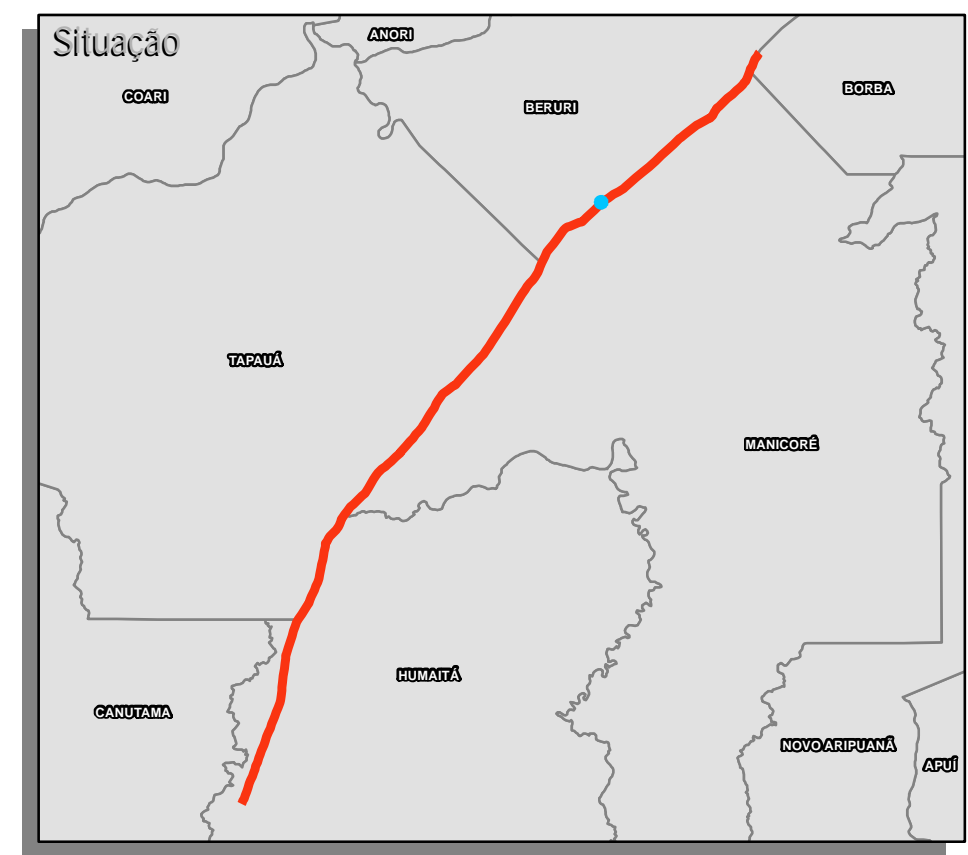 Situação
ANORI
COARI
BORBA
BERURI
TAPAUÁ
MANICORÉ
HUMAITÁ
CANUTAMA
NOVO ARIPUANÃ
APUÍ